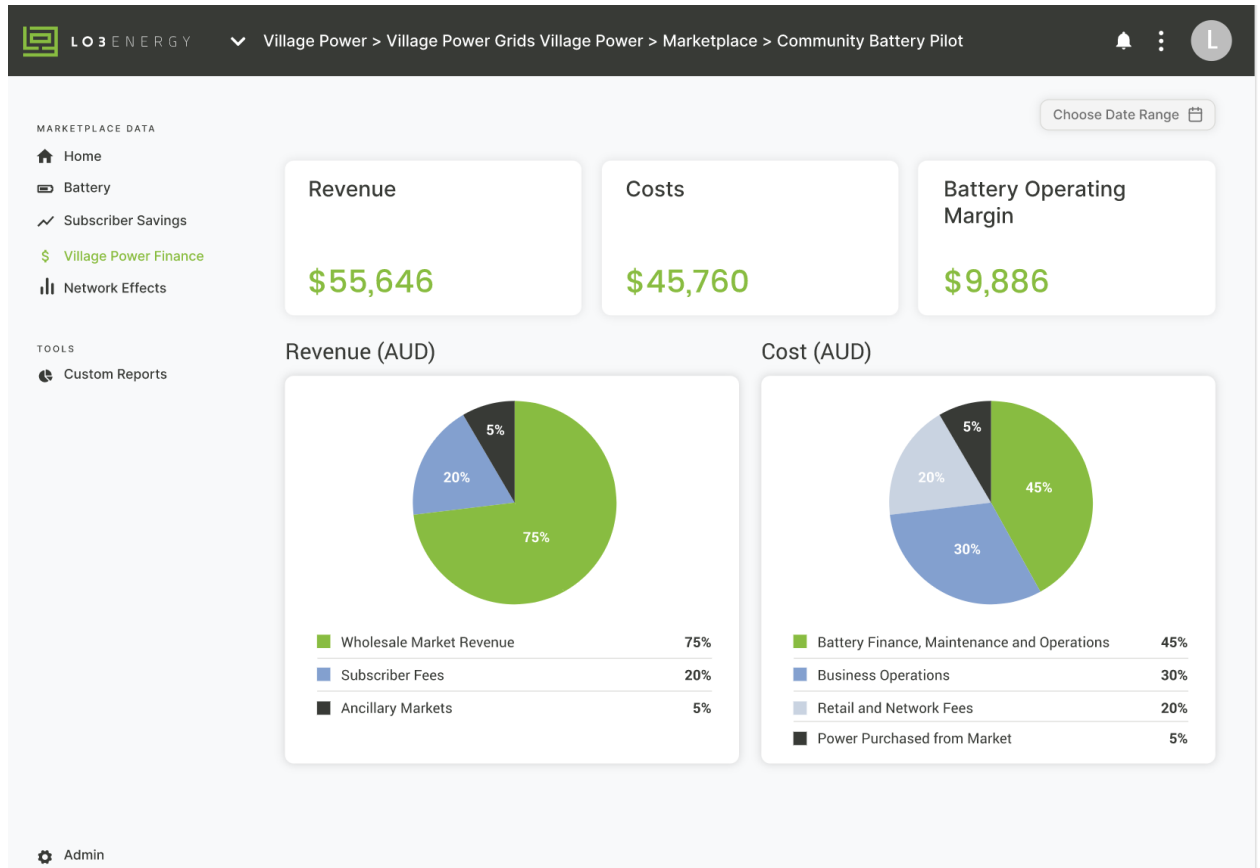 LO3ENERGY
Village Power > Village Power Grids Village Power > Marketplace > Community Battery Pilot
L
Choose Date Range
MARKETPLACE DATA
Home
Battery
Subscriber Savings
$ Village Power Finance
Network Effects
TOOLS
Custom Reports
Admin
Revenue
$55,646
Costs
$45,760
Battery Operating
Margin
$9,886
Revenue (AUD)
5%
20%
75%
Wholesale Market Revenue 75%
Subscriber Fees 20%
Ancillary Markets 5%
Cost (AUD)
5%
20%
45%
30%
Battery Finance, Maintenance and Operations 45%
Business Operations 30%
Retail and Network Fees 20%
Power Purchased from Market 5%